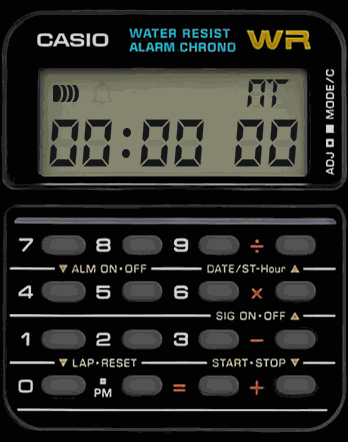 CASIO WATER RESIST WR
ALARM CHRONO
MODE/C
ADJ
00:00 00
7 8 9 ÷
▼ ALM ON·OFF DATE/ST-Hour ▲
4 5 6 ×
SIG ON·OFF ▲
1 2 3 −
▼ LAP·RESET START·STOP ▼
0 PM = +